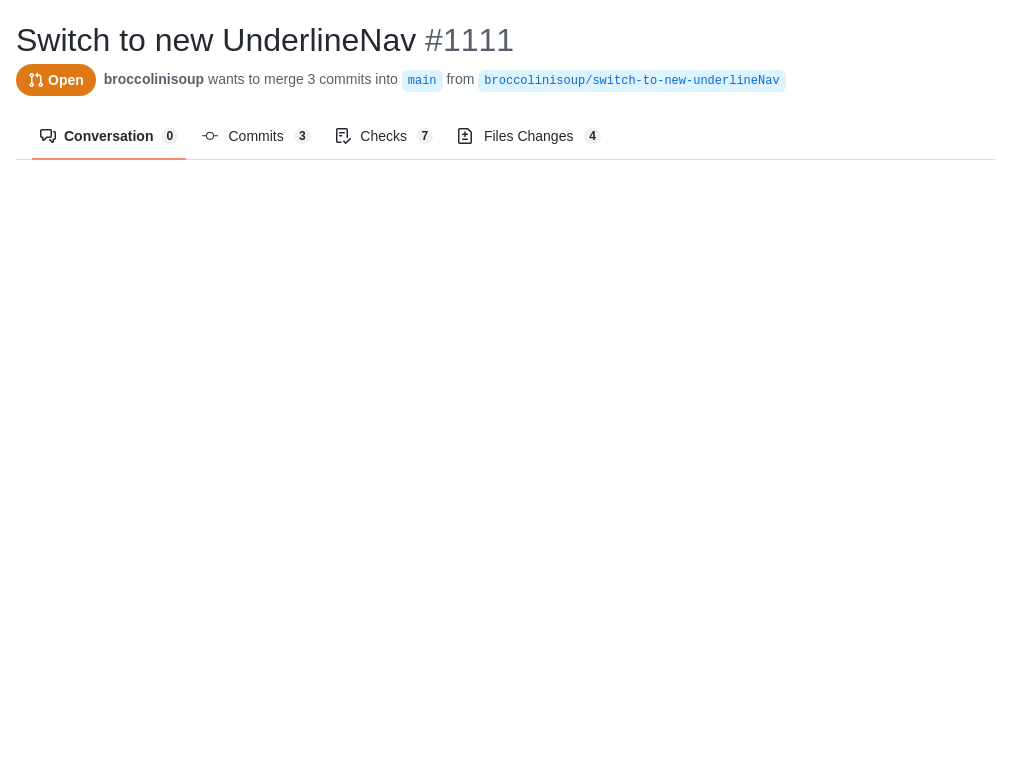 Switch to new UnderlineNav #1111
Open broccolinisoup wants to merge 3 commits into main from broccolinisoup/switch-to-new-underlineNav
Conversation 0 Commits 3 Checks 7 Files Changes 4